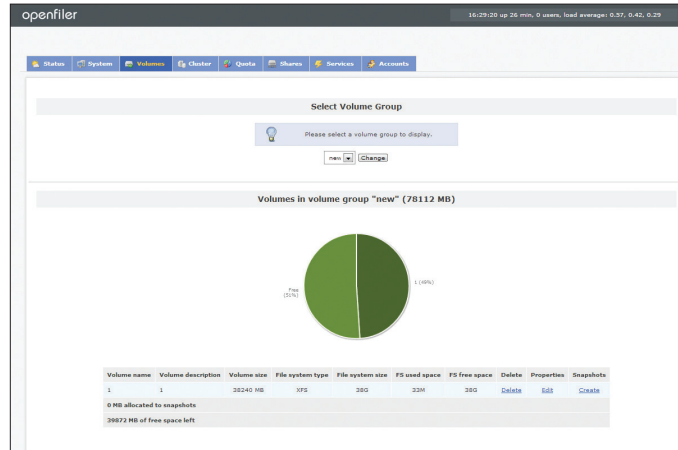 openfiler
16:29:20 up 26 min, 0 users, load average: 0.37, 0.42, 0.29
Status System Volumes Cluster Quota Shares Services Accounts
Select Volume Group
Please select a volume group to display.
new Change
Volumes in volume group "new" (78112 MB)
Free
(51%)
1 (49%)
Volume name Volume description Volume size File system type File system size FS used space FS free space Delete Properties Snapshots
1 1 38240 MB XFS 38G 33M 38G Delete Edit Create
0 MB allocated to snapshots
39872 MB of free space left